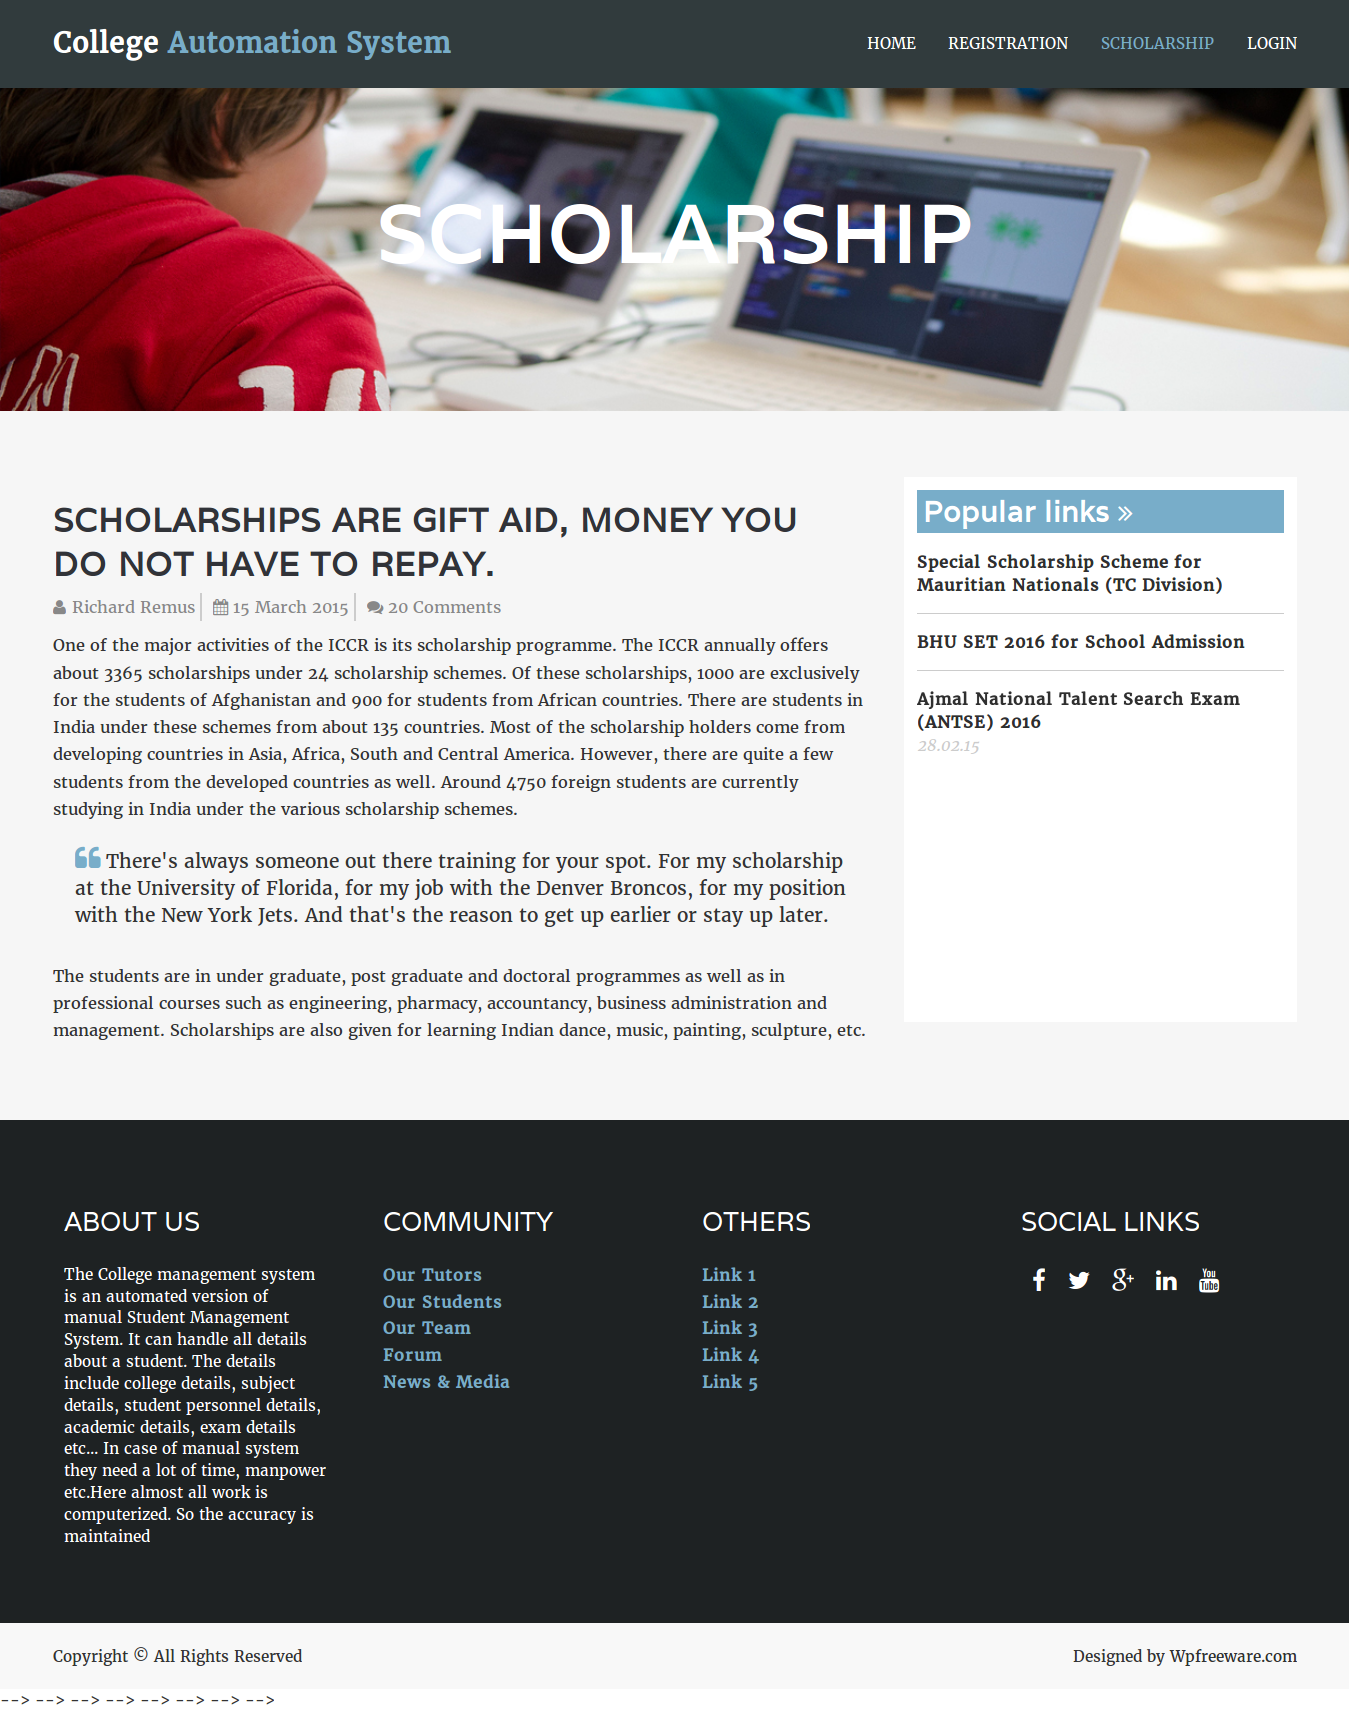 College Automation System
HOME REGISTRATION SCHOLARSHIP LOGIN
SCHOLARSHIP
SCHOLARSHIPS ARE GIFT AID, MONEY YOU
DO NOT HAVE TO REPAY.
Richard Remus 15 March 2015 20 Comments
One of the major activities of the ICCR is its scholarship programme. The ICCR annually offers
about 3365 scholarships under 24 scholarship schemes. Of these scholarships, 1000 are exclusively
for the students of Afghanistan and 900 for students from African countries. There are students in
India under these schemes from about 135 countries. Most of the scholarship holders come from
developing countries in Asia, Africa, South and Central America. However, there are quite a few
students from the developed countries as well. Around 4750 foreign students are currently
studying in India under the various scholarship schemes.
There's always someone out there training for your spot. For my scholarship
at the University of Florida, for my job with the Denver Broncos, for my position
with the New York Jets. And that's the reason to get up earlier or stay up later.
The students are in under graduate, post graduate and doctoral programmes as well as in
professional courses such as engineering, pharmacy, accountancy, business administration and
management. Scholarships are also given for learning Indian dance, music, painting, sculpture, etc.
Popular links »
Special Scholarship Scheme for
Mauritian Nationals (TC Division)
BHU SET 2016 for School Admission
Ajmal National Talent Search Exam
(ANTSE) 2016
28.02.15
ABOUT US
The College management system
is an automated version of
manual Student Management
System. It can handle all details
about a student. The details
include college details, subject
details, student personnel details,
academic details, exam details
etc... In case of manual system
they need a lot of time, manpower
etc.Here almost all work is
computerized. So the accuracy is
maintained
COMMUNITY
Our Tutors
Our Students
Our Team
Forum
News & Media
OTHERS
Link 1
Link 2
Link 3
Link 4
Link 5
SOCIAL LINKS
Copyright © All Rights Reserved
Designed by Wpfreeware.com
--> --> --> --> --> --> --> -->